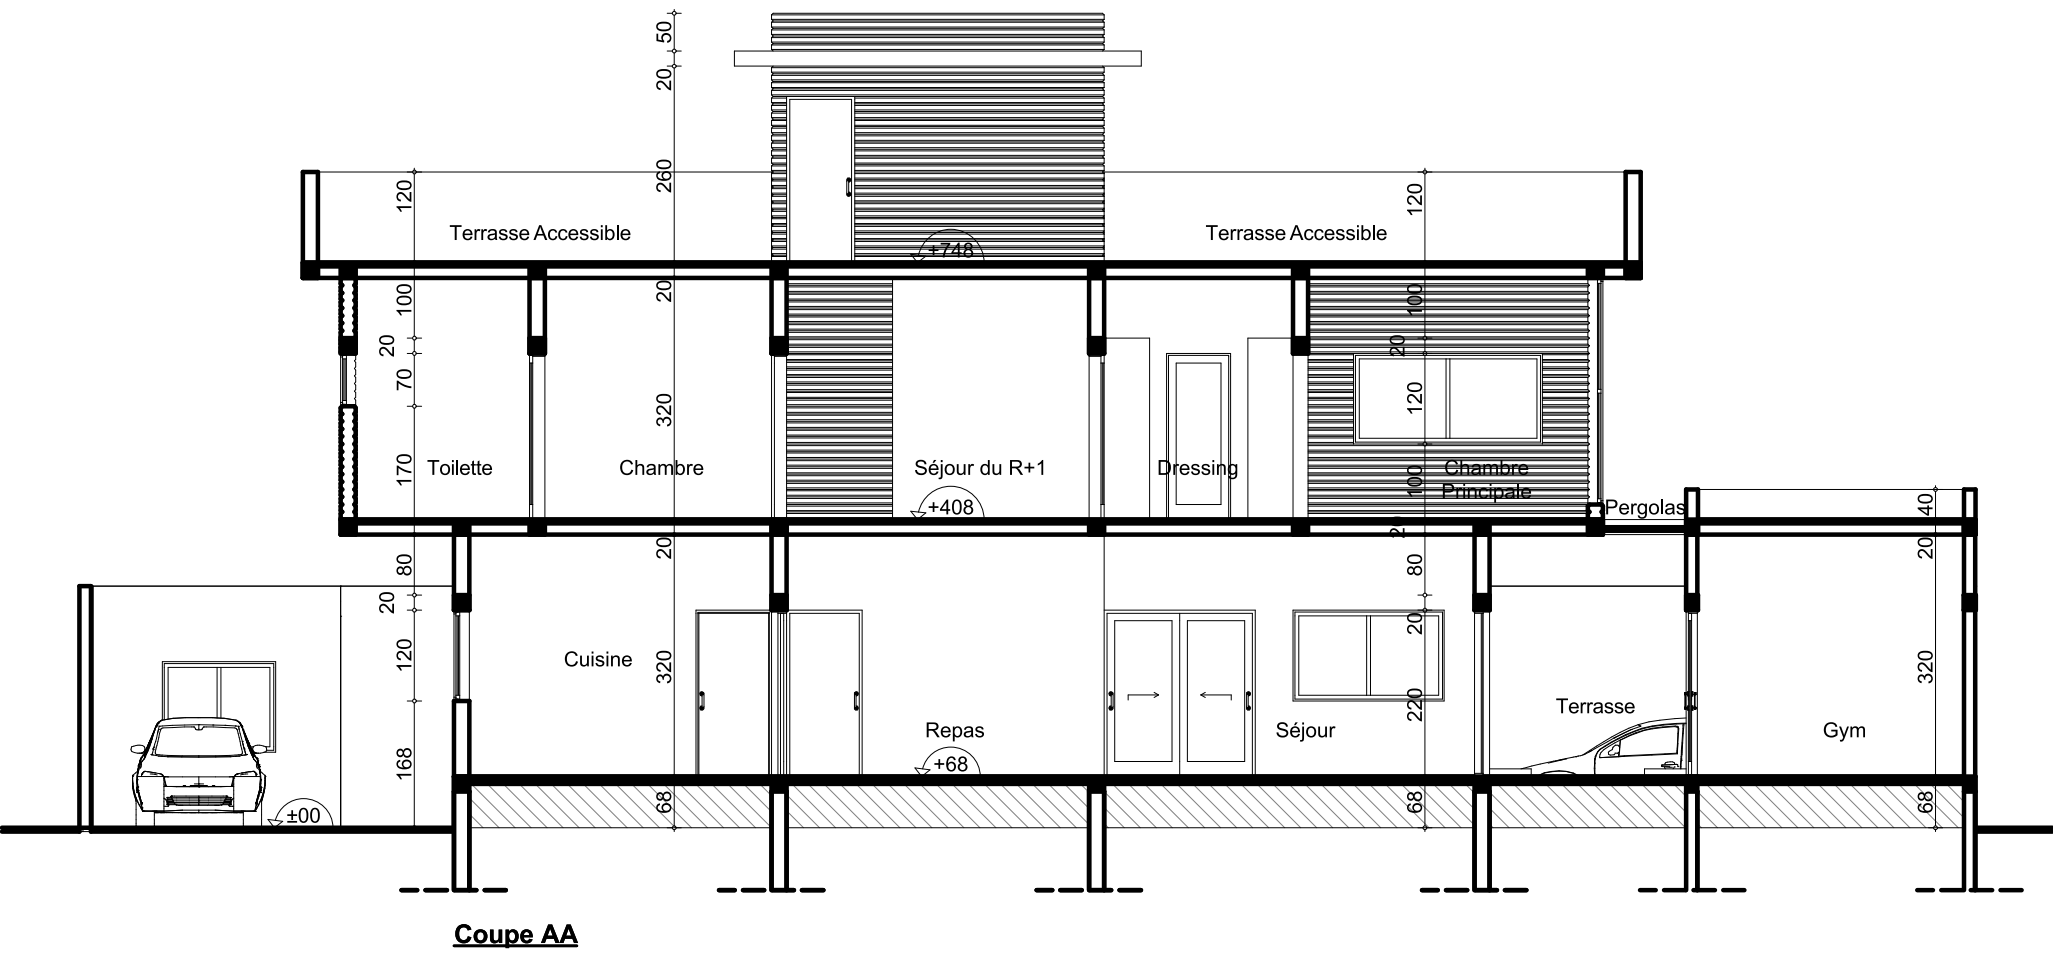 50
20
260
120
120
Terrasse Accessible
Terrasse Accessible
+748
100
20
100
20
20
70
320
120
170
Toilette
Chambre
Séjour du R+1
Dressing
100
Chambre
Principale
+408
Pergolas
40
20
80
20
20
80
20
20
120
Cuisine
320
220
320
Terrasse
Repas
Séjour
Gym
168
+68
±00
68
68
68
Coupe AA